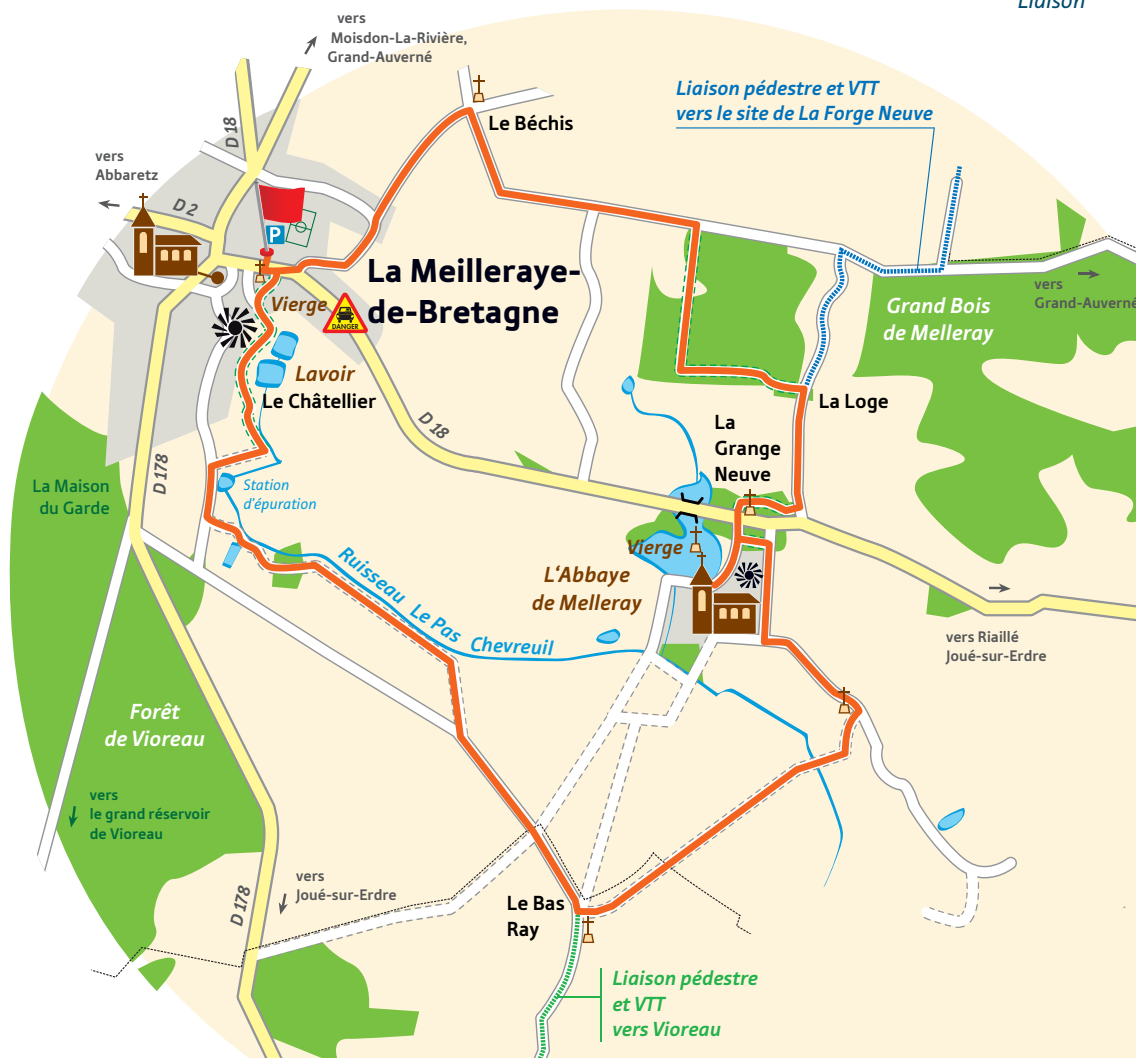 Liaison
vers
Moisdon-La-Rivière,
Grand-Auverné
D 18
vers
Abbaretz
D 2
P
Le Béchis
Liaison pédestre et VTT
vers le site de La Forge Neuve
La Meilleraye-
de-Bretagne
Vierge
DANGER
Lavoir
Le Châtellier
vers
Grand-Auverné
Grand Bois
de Melleray
La Loge
La
Grange
Neuve
D 18
D 178
La Maison
du Garde
Station
d'épuration
Vierge
L'Abbaye
de Melleray
Ruisseau Le Pas Chevreuil
vers Riaillé
Joué-sur-Erdre
Forêt
de Vioreau
vers
le grand réservoir
de Vioreau
vers
Joué-sur-Erdre
D 178
Le Bas
Ray
Liaison pédestre
et VTT
vers Vioreau